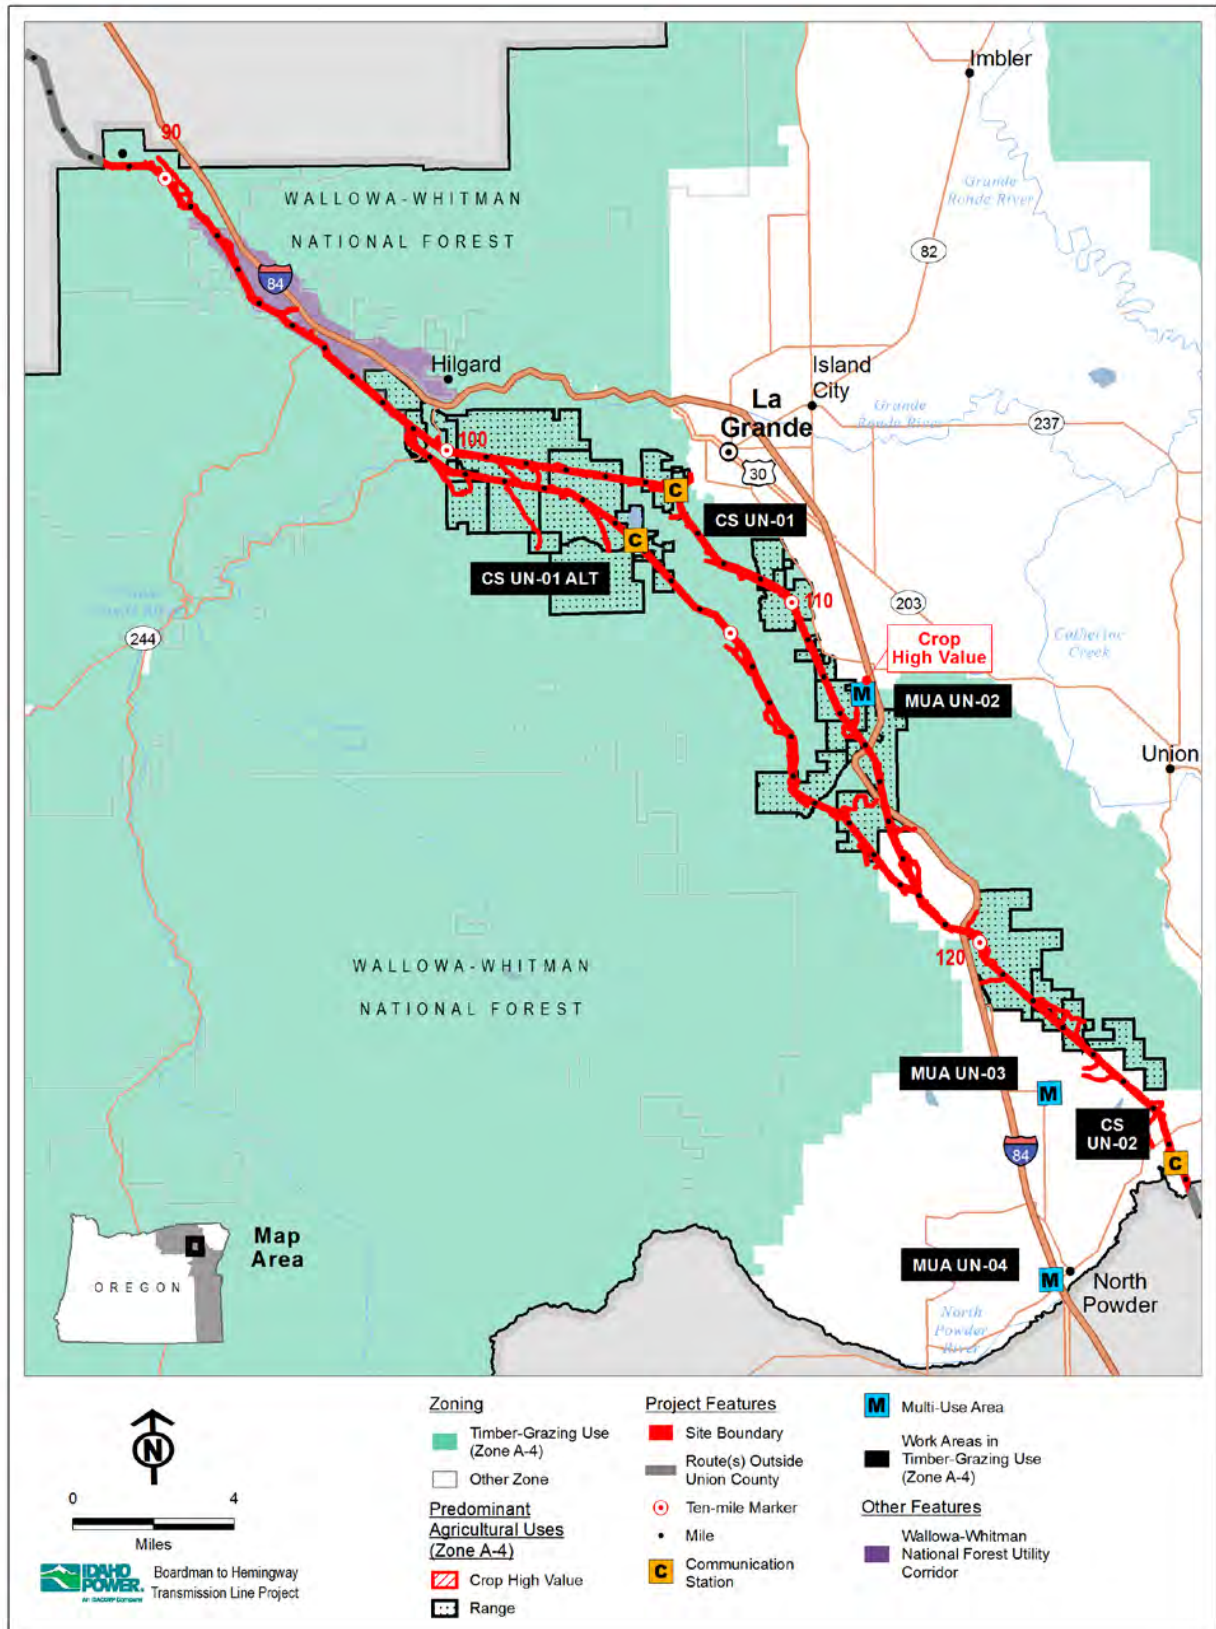 Imbler
90
WALLOWA-WHITMAN
NATIONAL FOREST
Grande
Ronde River
82
84
Hilgard
Island
City
La
Grande
Grande
Ronde River
237
100
30
C
CS UN-01
C
CS UN-01 ALT
110
203
244
Crop
High Value
Catherine
Creek
M
MUA UN-02
Union
WALLOWA-WHITMAN
NATIONAL FOREST
120
MUA UN-03
M
CS
UN-02
84
C
Map
Area
OREGON
MUA UN-04
M
North
Powder
North
Powder
River
N
0 4
Miles
IDAHO
POWER.
An IDACORP Company
Boardman to Hemingway
Transmission Line Project
Zoning
Timber-Grazing Use
(Zone A-4)
Other Zone
Predominant
Agricultural Uses
(Zone A-4)
Crop High Value
Range
Project Features
Site Boundary
Route(s) Outside
Union County
Ten-mile Marker
Mile
C
Communication
Station
M
Multi-Use Area
Work Areas in
Timber-Grazing Use
(Zone A-4)
Other Features
Wallowa-Whitman
National Forest Utility
Corridor